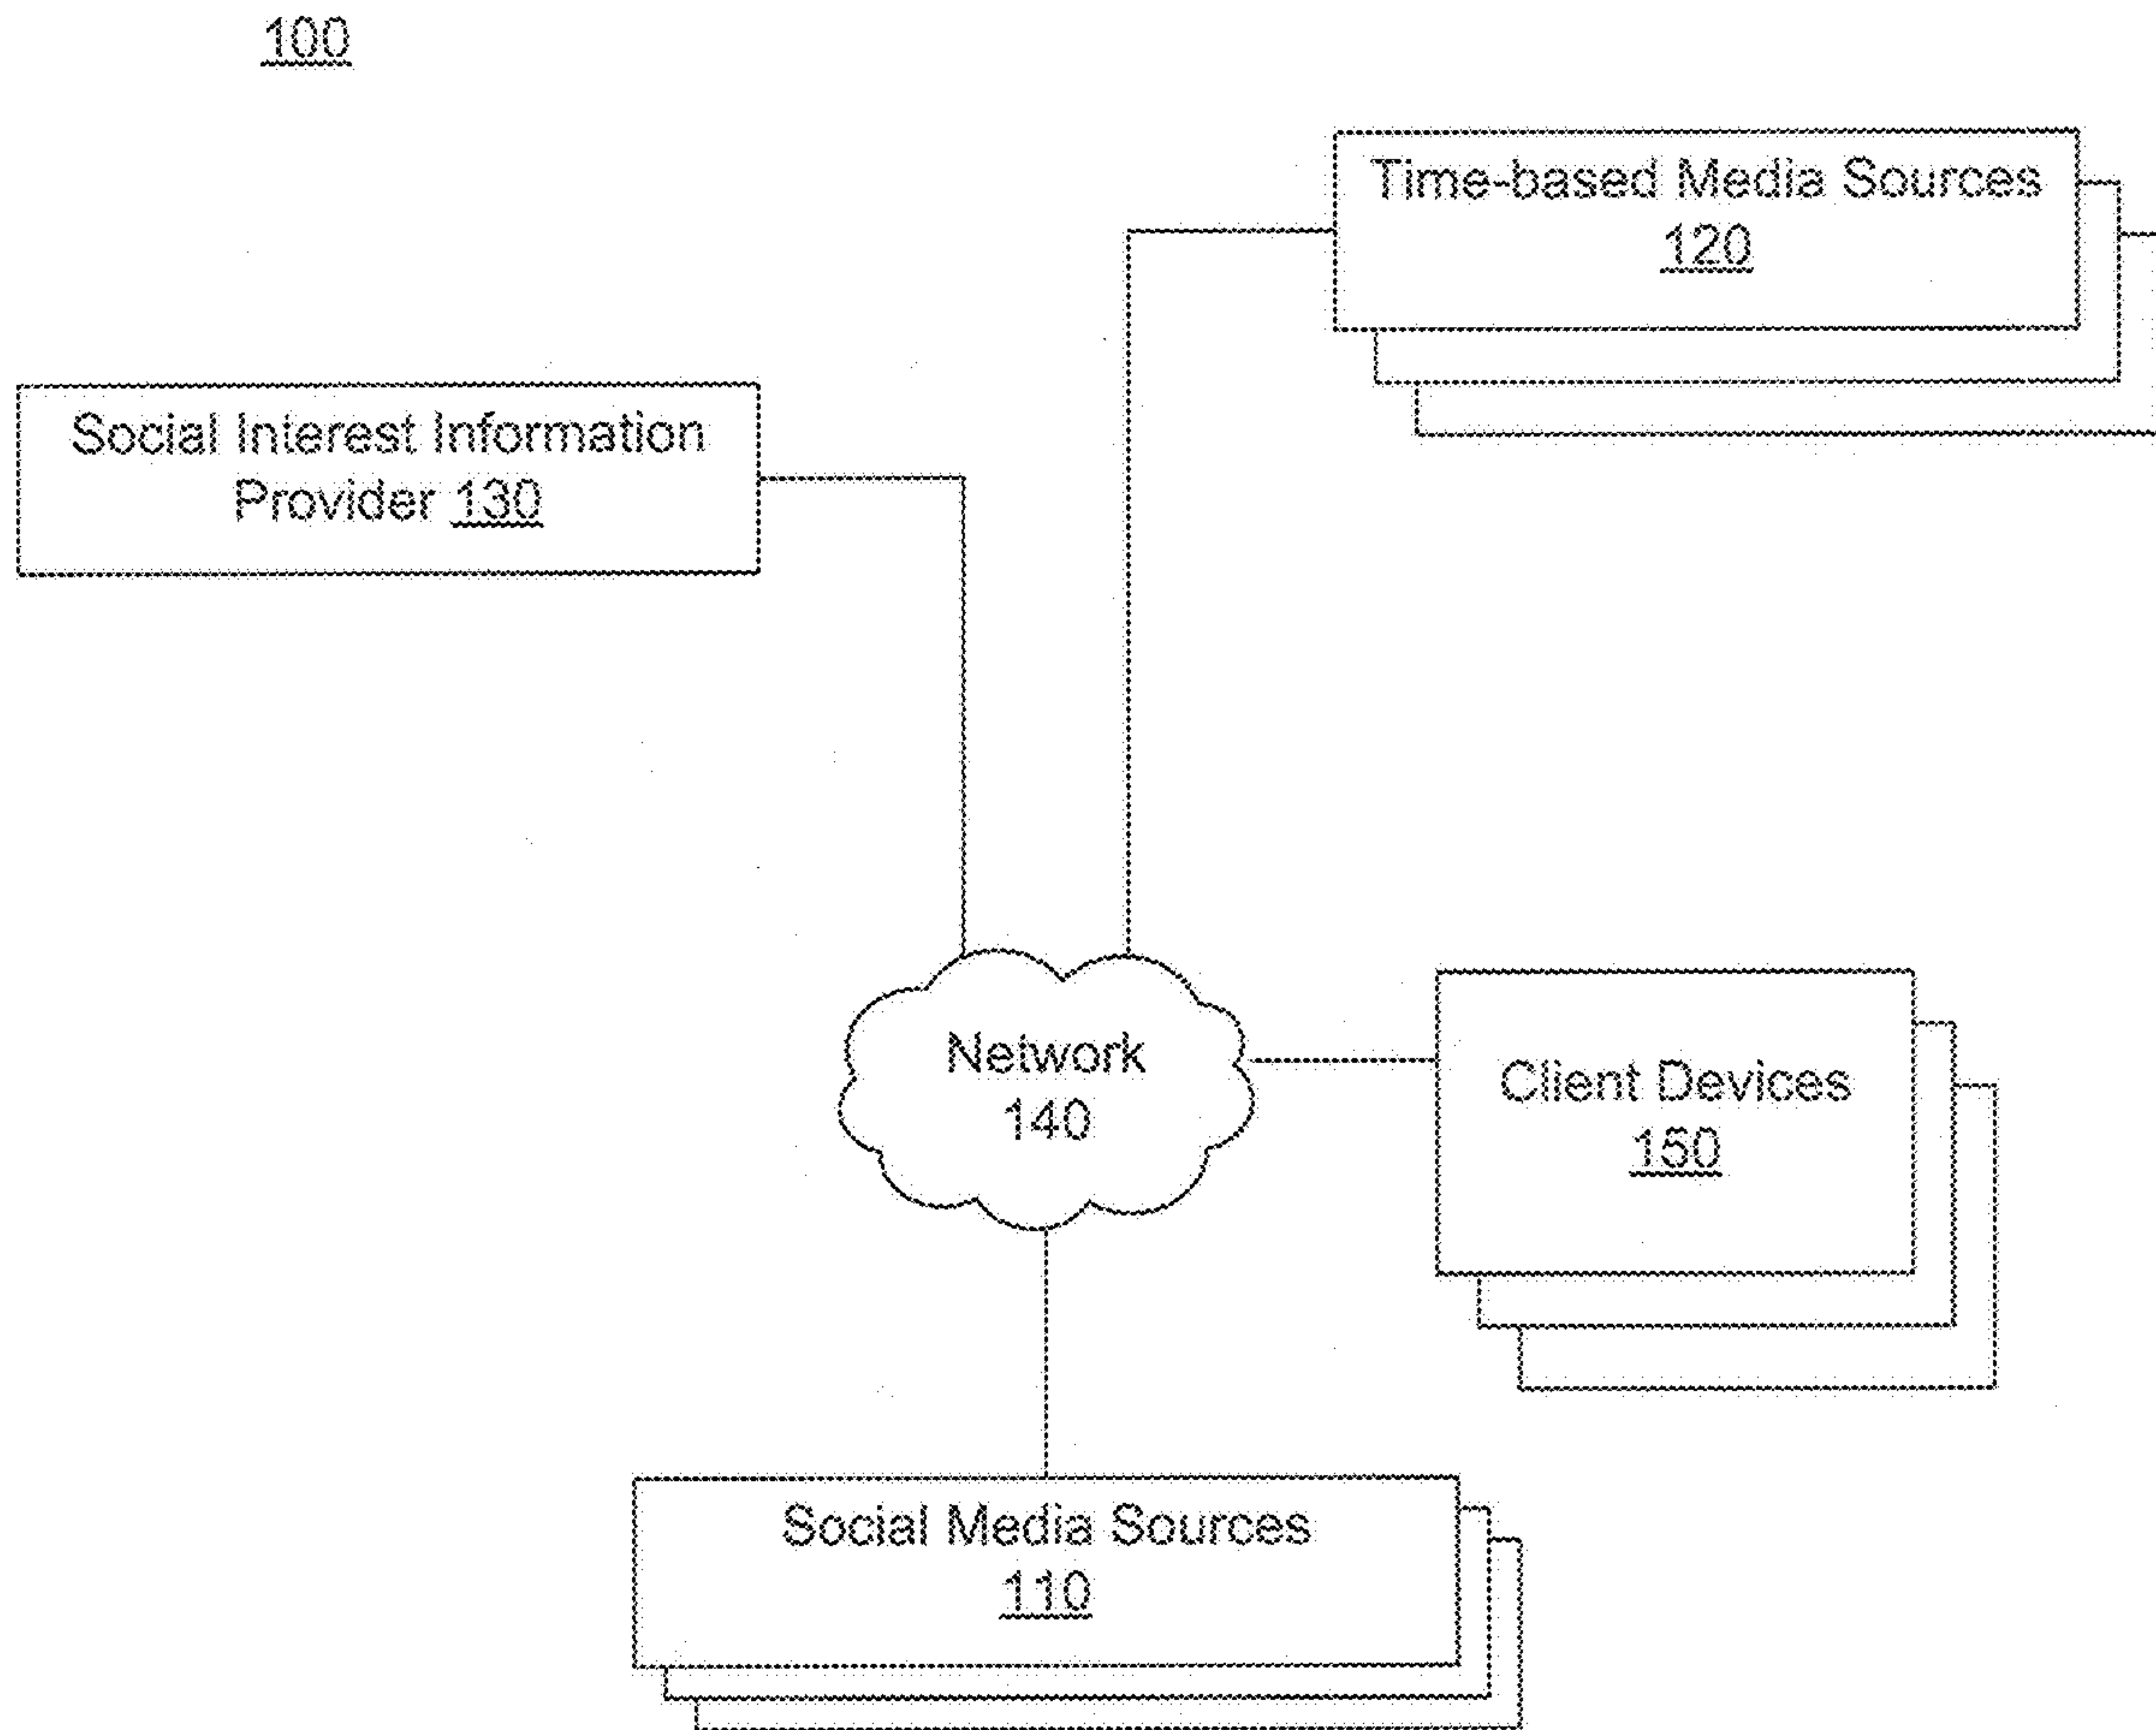 100
Time-based Media Sources
120
Social Interest Information
Provider 130
Network
140
Client Devices
150
Social Media Sources
110